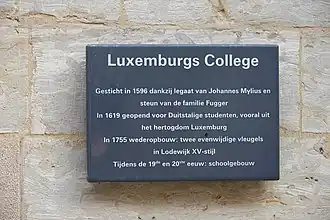 Luxemburgs College
Gesticht in 1596 dankzij legaat van Johannes Mylius en
steun van de familie Fugger
In 1619 geopend voor Duitstalige studenten, vooral uit
het hertogdom Luxemburg
In 1755 wederopbouw: twee evenwijdige vleugels
in Lodewijk XV-stijl
Tijdens de 19de en 20ste eeuw: schoolgebouw